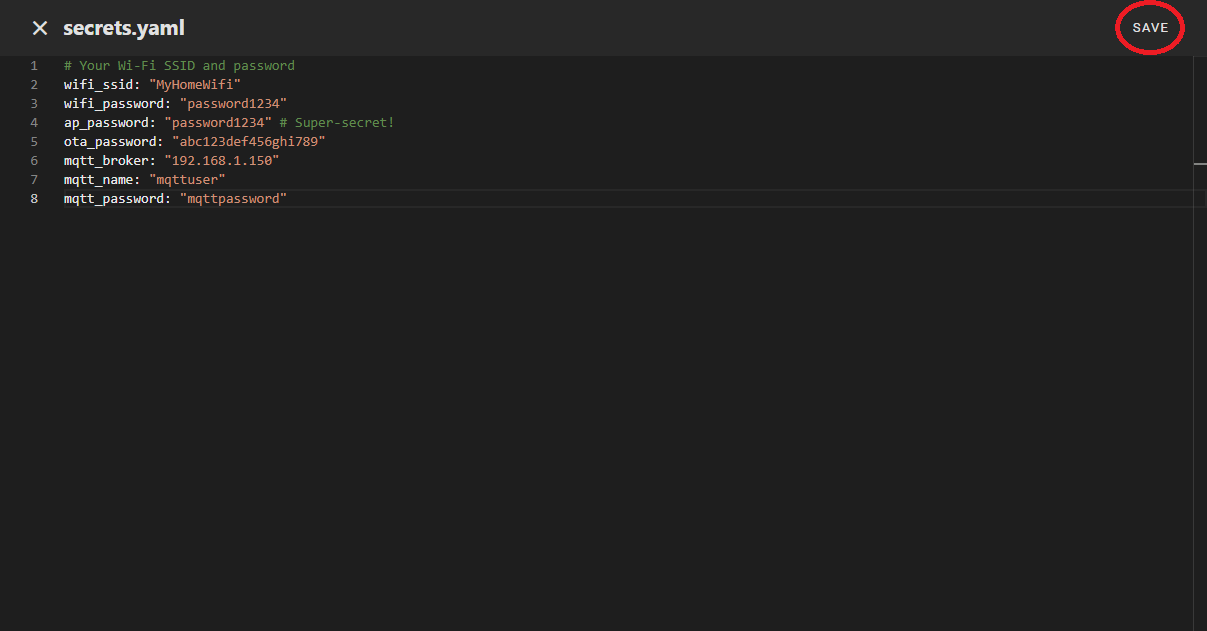 ✕ secrets.yaml SAVE
1 # Your Wi-Fi SSID and password
2 wifi_ssid: "MyHomeWifi"
3 wifi_password: "password1234"
4 ap_password: "password1234" # Super-secret!
5 ota_password: "abc123def456ghi789"
6 mqtt_broker: "192.168.1.150"
7 mqtt_name: "mqttuser"
8 mqtt_password: "mqttpassword"